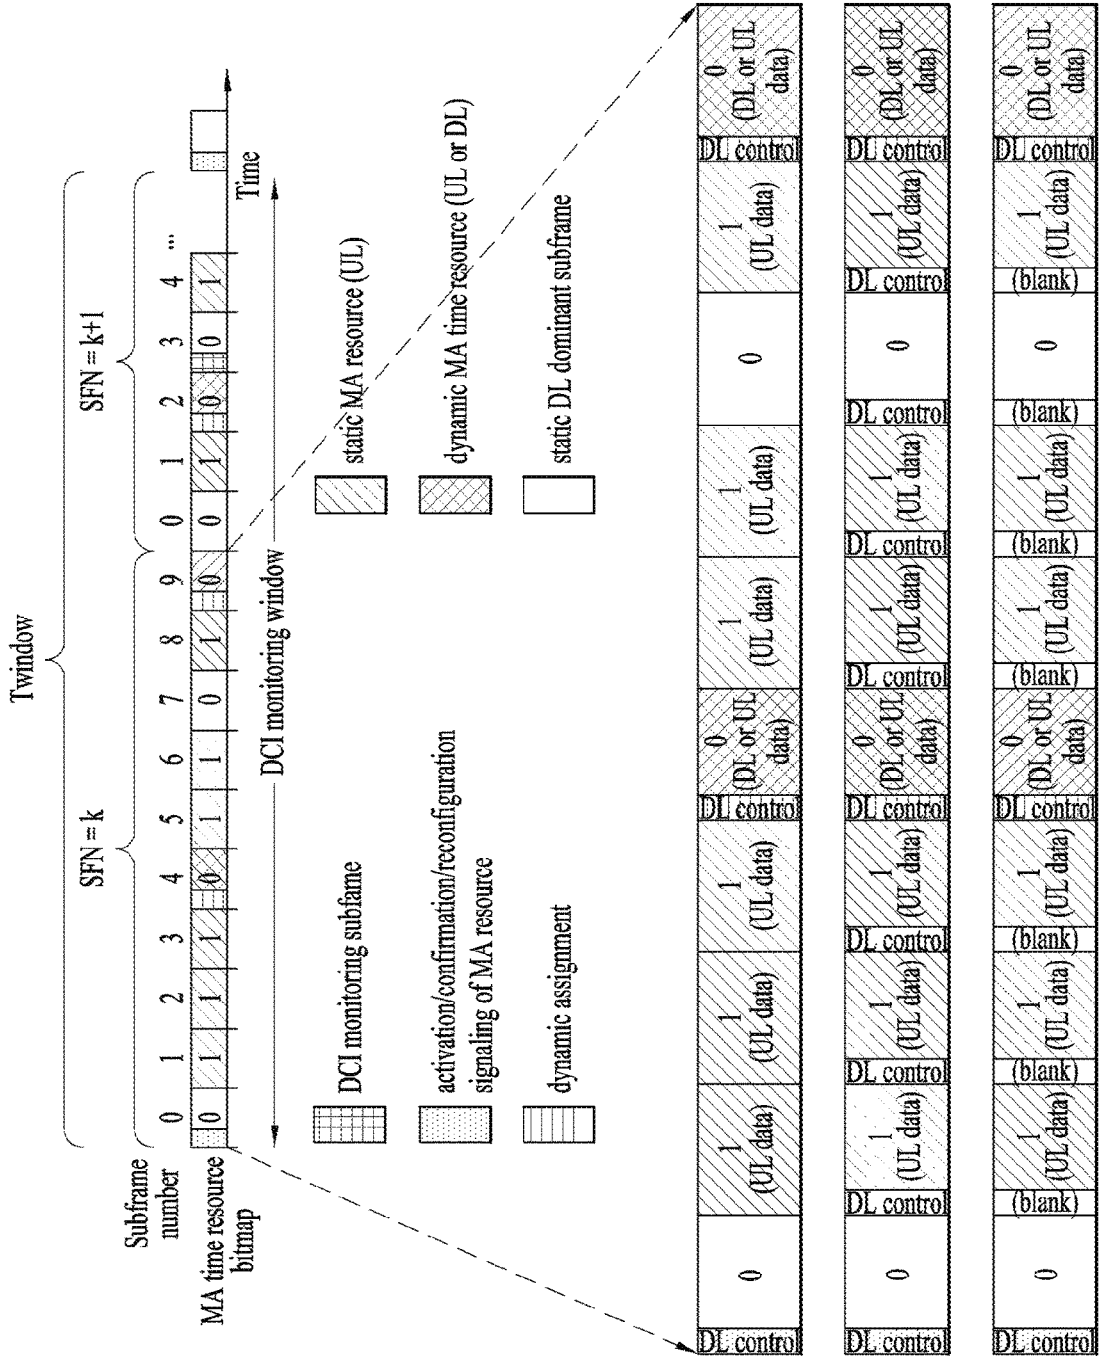 Twindow
SFN = k
SFN = k+1
Subframe number 0 1 2 3 4 5 6 7 8 9 0 1 2 3 4 ...
MA time resource bitmap 0 1 1 1 0 1 1 0 1 0 0 1 0 0 1
Time
DCI monitoring window
DCI monitoring subfame
static MA resource (UL)
activation/confirmation/reconfiguration
signaling of MA resource
dynamic MA time resource (UL or DL)
dynamic assignment
static DL dominant subframe
DL control 0 1 (UL data) 1 (UL data) 1 (UL data) DL control 0 (DL or UL data) 1 (UL data) 1 (UL data) 0 1 (UL data) DL control 0 (DL or UL data)
DL control 0 DL control 1 (UL data) DL control 1 (UL data) DL control 1 (UL data) DL control 0 (DL or UL data) DL control 1 (UL data) DL control 1 (UL data) DL control 0 DL control 1 (UL data) DL control 0 (DL or UL data)
DL control 0 (blank) 1 (UL data) (blank) 1 (UL data) (blank) 1 (UL data) DL control 0 (DL or UL data) (blank) 1 (UL data) (blank) 1 (UL data) (blank) 0 (blank) 1 (UL data) DL control 0 (DL or UL data)